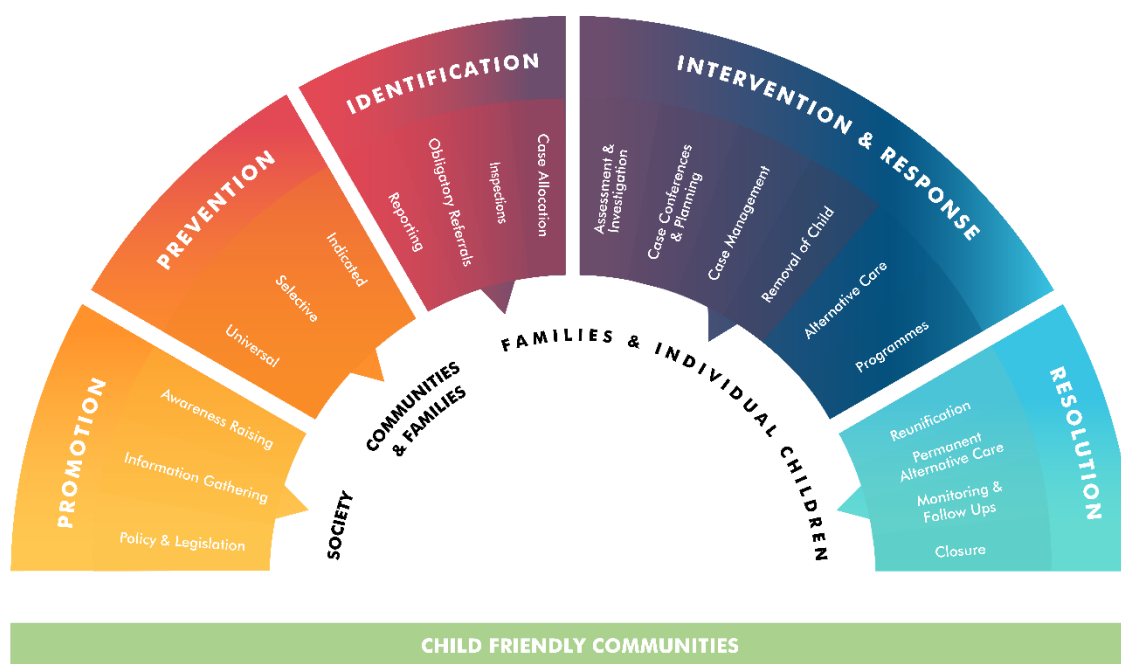 PROMOTION
Awareness Raising
Information Gathering
Policy & Legislation
PREVENTION
Indicated
Selective
Universal
IDENTIFICATION
Reporting
Obligatory Referrals
Inspections
Case Allocation
INTERVENTION & RESPONSE
Assessment &
Investigation
Case Conferences
& Planning
Case Management
Removal of Child
Alternative Care
Programmes
RESOLUTION
Reunification
Permanent
Alternative Care
Monitoring &
Follow Ups
Closure
SOCIETY
COMMUNITIES
& FAMILIES
FAMILIES & INDIVIDUAL CHILDREN
CHILD FRIENDLY COMMUNITIES